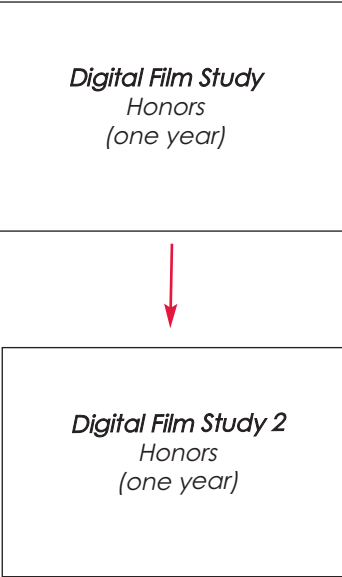 Digital Film Study
Honors
(one year)
Digital Film Study 2
Honors
(one year)